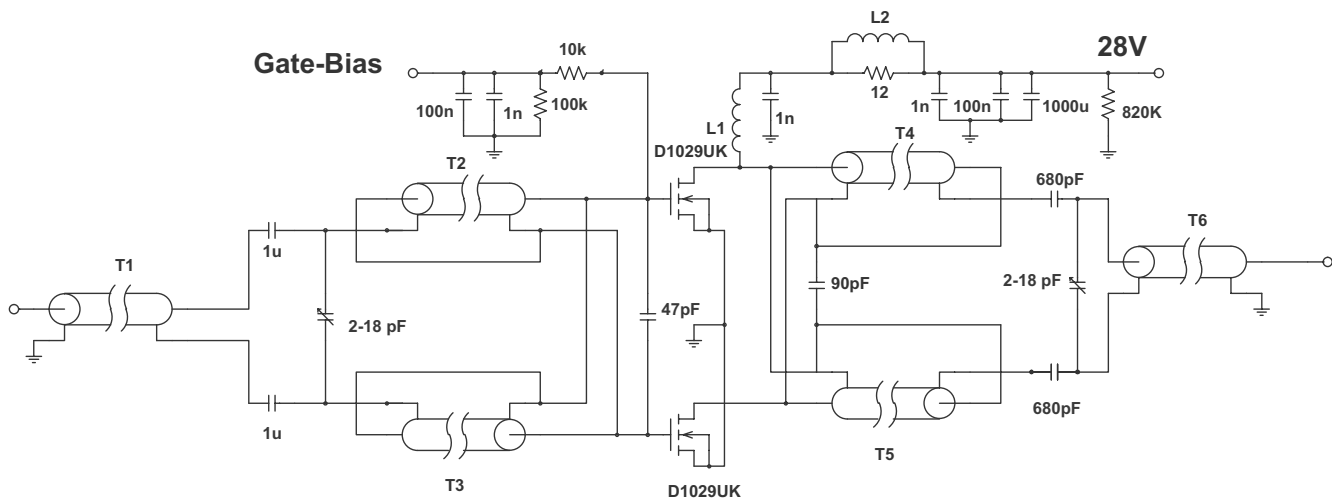 L2
Gate-Bias
10k
28V
100n
1n
100k
12
1n
100n
1000u
820K
L1
1n
D1029UK
T4
T2
680pF
T6
1u
T1
90pF
2-18 pF
47pF
2-18 pF
1u
680pF
T5
T3
D1029UK